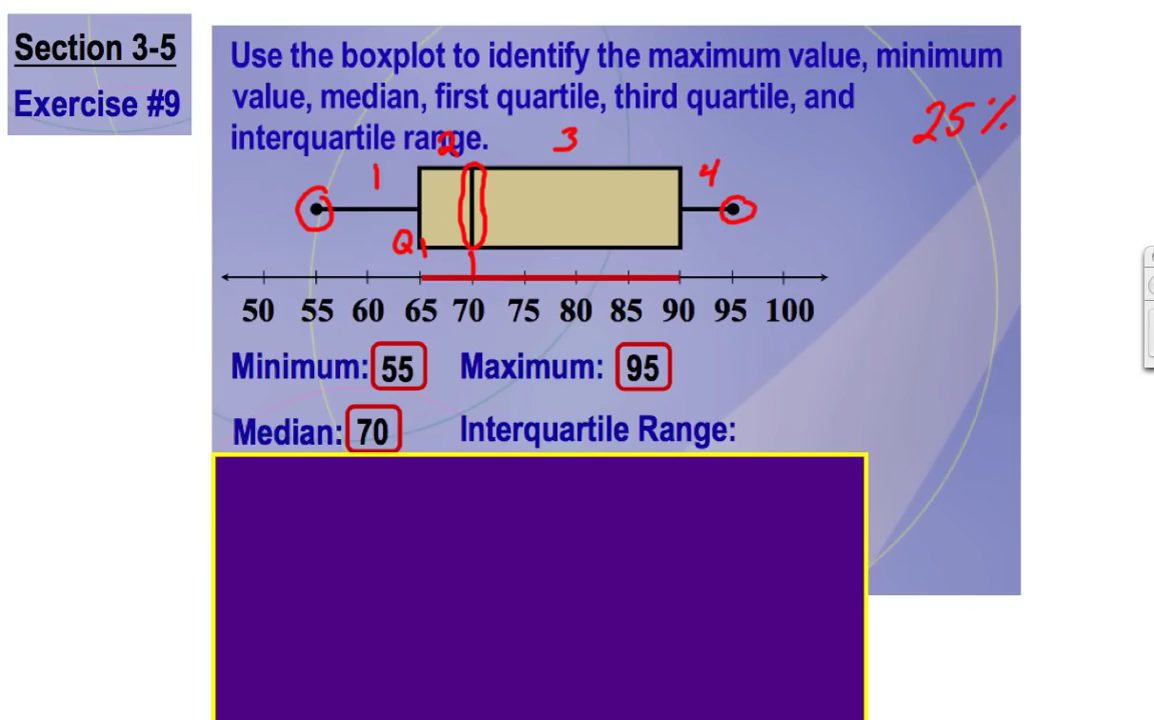 Section 3-5
Exercise #9
Use the boxplot to identify the maximum value, minimum
value, median, first quartile, third quartile, and
interquartile range.
25%
1 2 3 4
Q1
50 55 60 65 70 75 80 85 90 95 100
Minimum: 55 Maximum: 95
Median: 70 Interquartile Range: